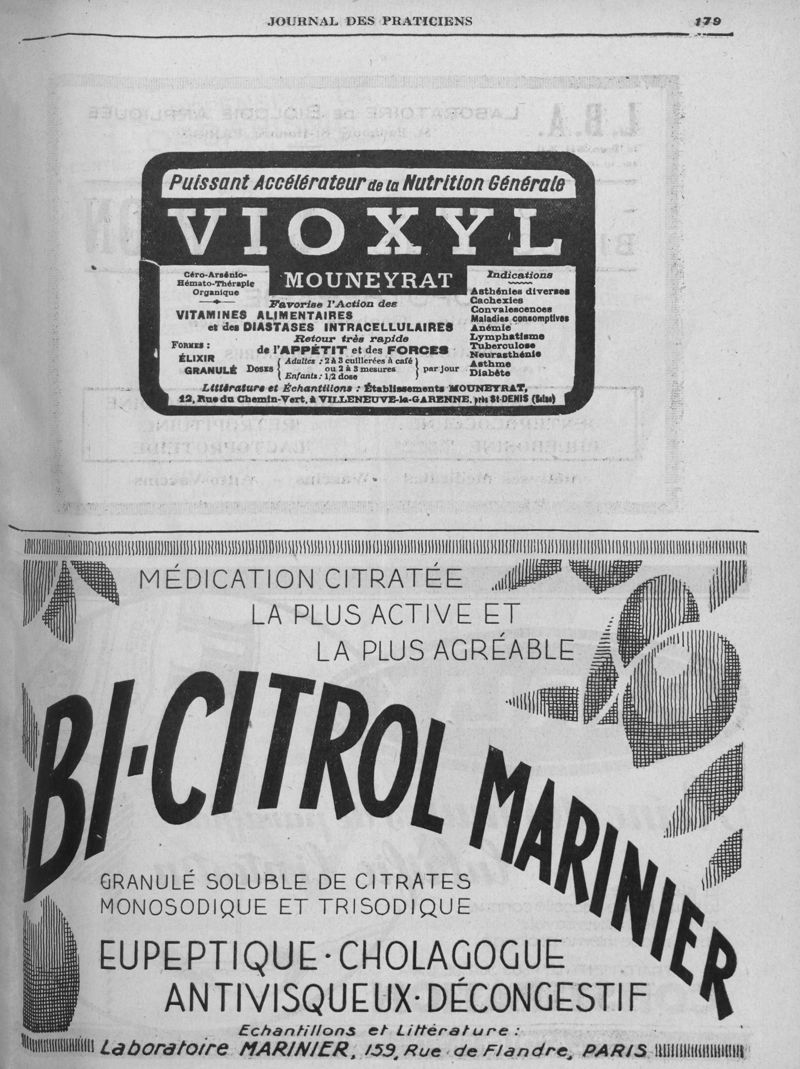 JOURNAL DES PRATICIENS 179
Puissant Accélérateur de la Nutrition Générale
VIOXYL
MOUNEYRAT
Céro-Arsénio-
Hémato-Thérapie
Organique
Favorise l'Action des
VITAMINES ALIMENTAIRES
et des DIASTASES INTRACELLULAIRES
Retour très rapide
de l'APPÉTIT et des FORCES
FORMES :
ÉLIXIR
GRANULÉ
DOSES { Adultes : 2 à 3 cuillerées à café
ou 2 à 3 mesures
Enfants : 1/2 dose } par jour
Indications
Asthénies diverses
Cachexies
Convalescences
Maladies consomptives
Anémie
Lymphatisme
Tuberculose
Neurasthénie
Asthme
Diabète
Littérature et Échantillons : Établissements MOUNEYRAT,
12, Rue du Chemin-Vert, à VILLENEUVE-la-GARENNE, près St-DENIS (Seine)
MÉDICATION CITRATÉE
LA PLUS ACTIVE ET
LA PLUS AGRÉABLE
BI-CITROL MARINIER
GRANULÉ SOLUBLE DE CITRATES
MONOSODIQUE ET TRISODIQUE
EUPEPTIQUE · CHOLAGOGUE
ANTIVISQUEUX · DÉCONGESTIF
Echantillons et Littérature :
Laboratoire MARINIER, 159, Rue de Flandre, PARIS